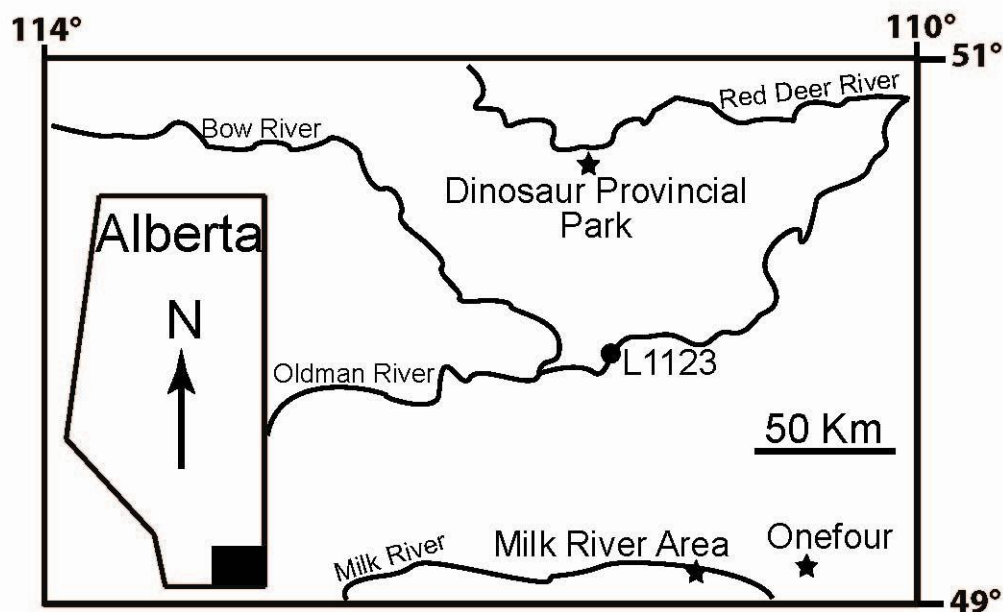 114°
110°
51°
Red Deer River
Bow River
Dinosaur Provincial
Park
Alberta
N
L1123
Oldman River
50 Km
Milk River
Milk River Area
Onefour
49°